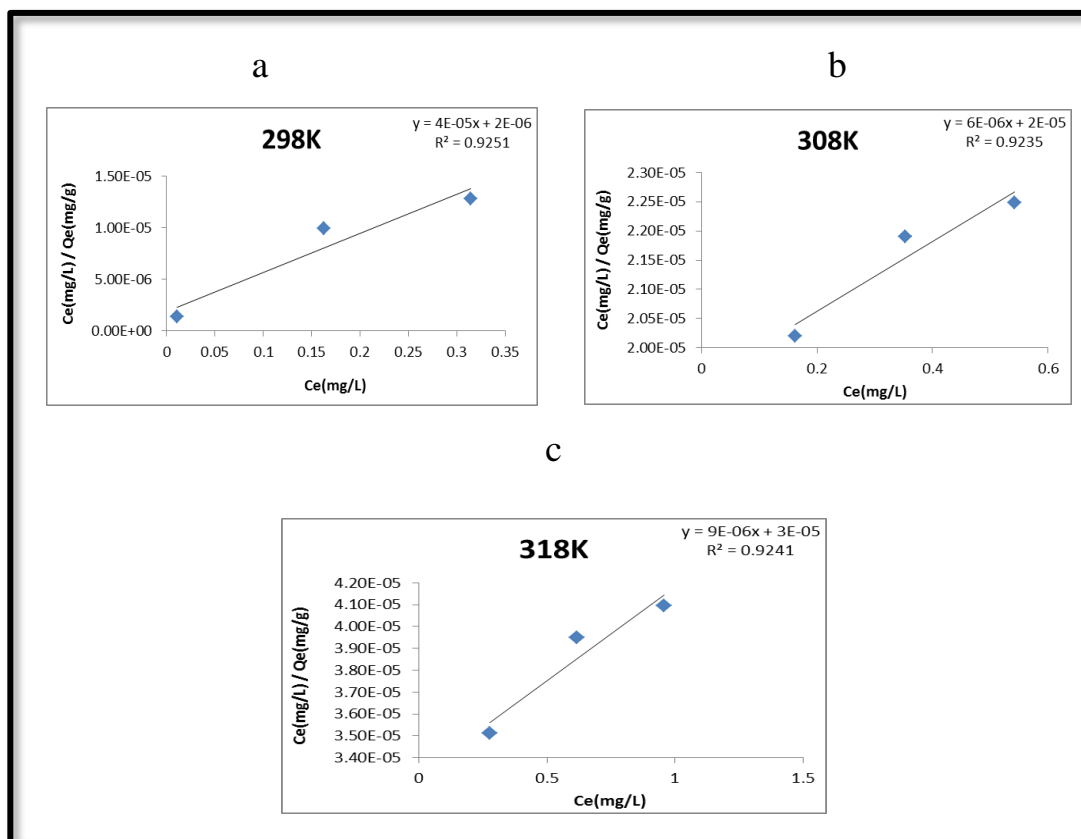 a
298K
y = 4E-05x + 2E-06
R² = 0.9251
Ce(mg/L) / Qe(mg/g)
1.50E-05
1.00E-05
5.00E-06
0.00E+00
0 0.05 0.1 0.15 0.2 0.25 0.3 0.35
Ce(mg/L)
b
308K
y = 6E-06x + 2E-05
R² = 0.9235
Ce(mg/L) / Qe(mg/g)
2.30E-05
2.25E-05
2.20E-05
2.15E-05
2.10E-05
2.05E-05
2.00E-05
0 0.2 0.4 0.6
Ce(mg/L)
c
318K
y = 9E-06x + 3E-05
R² = 0.9241
Ce(mg/L) / Qe(mg/g)
4.20E-05
4.10E-05
4.00E-05
3.90E-05
3.80E-05
3.70E-05
3.60E-05
3.50E-05
3.40E-05
0 0.5 1 1.5
Ce(mg/L)